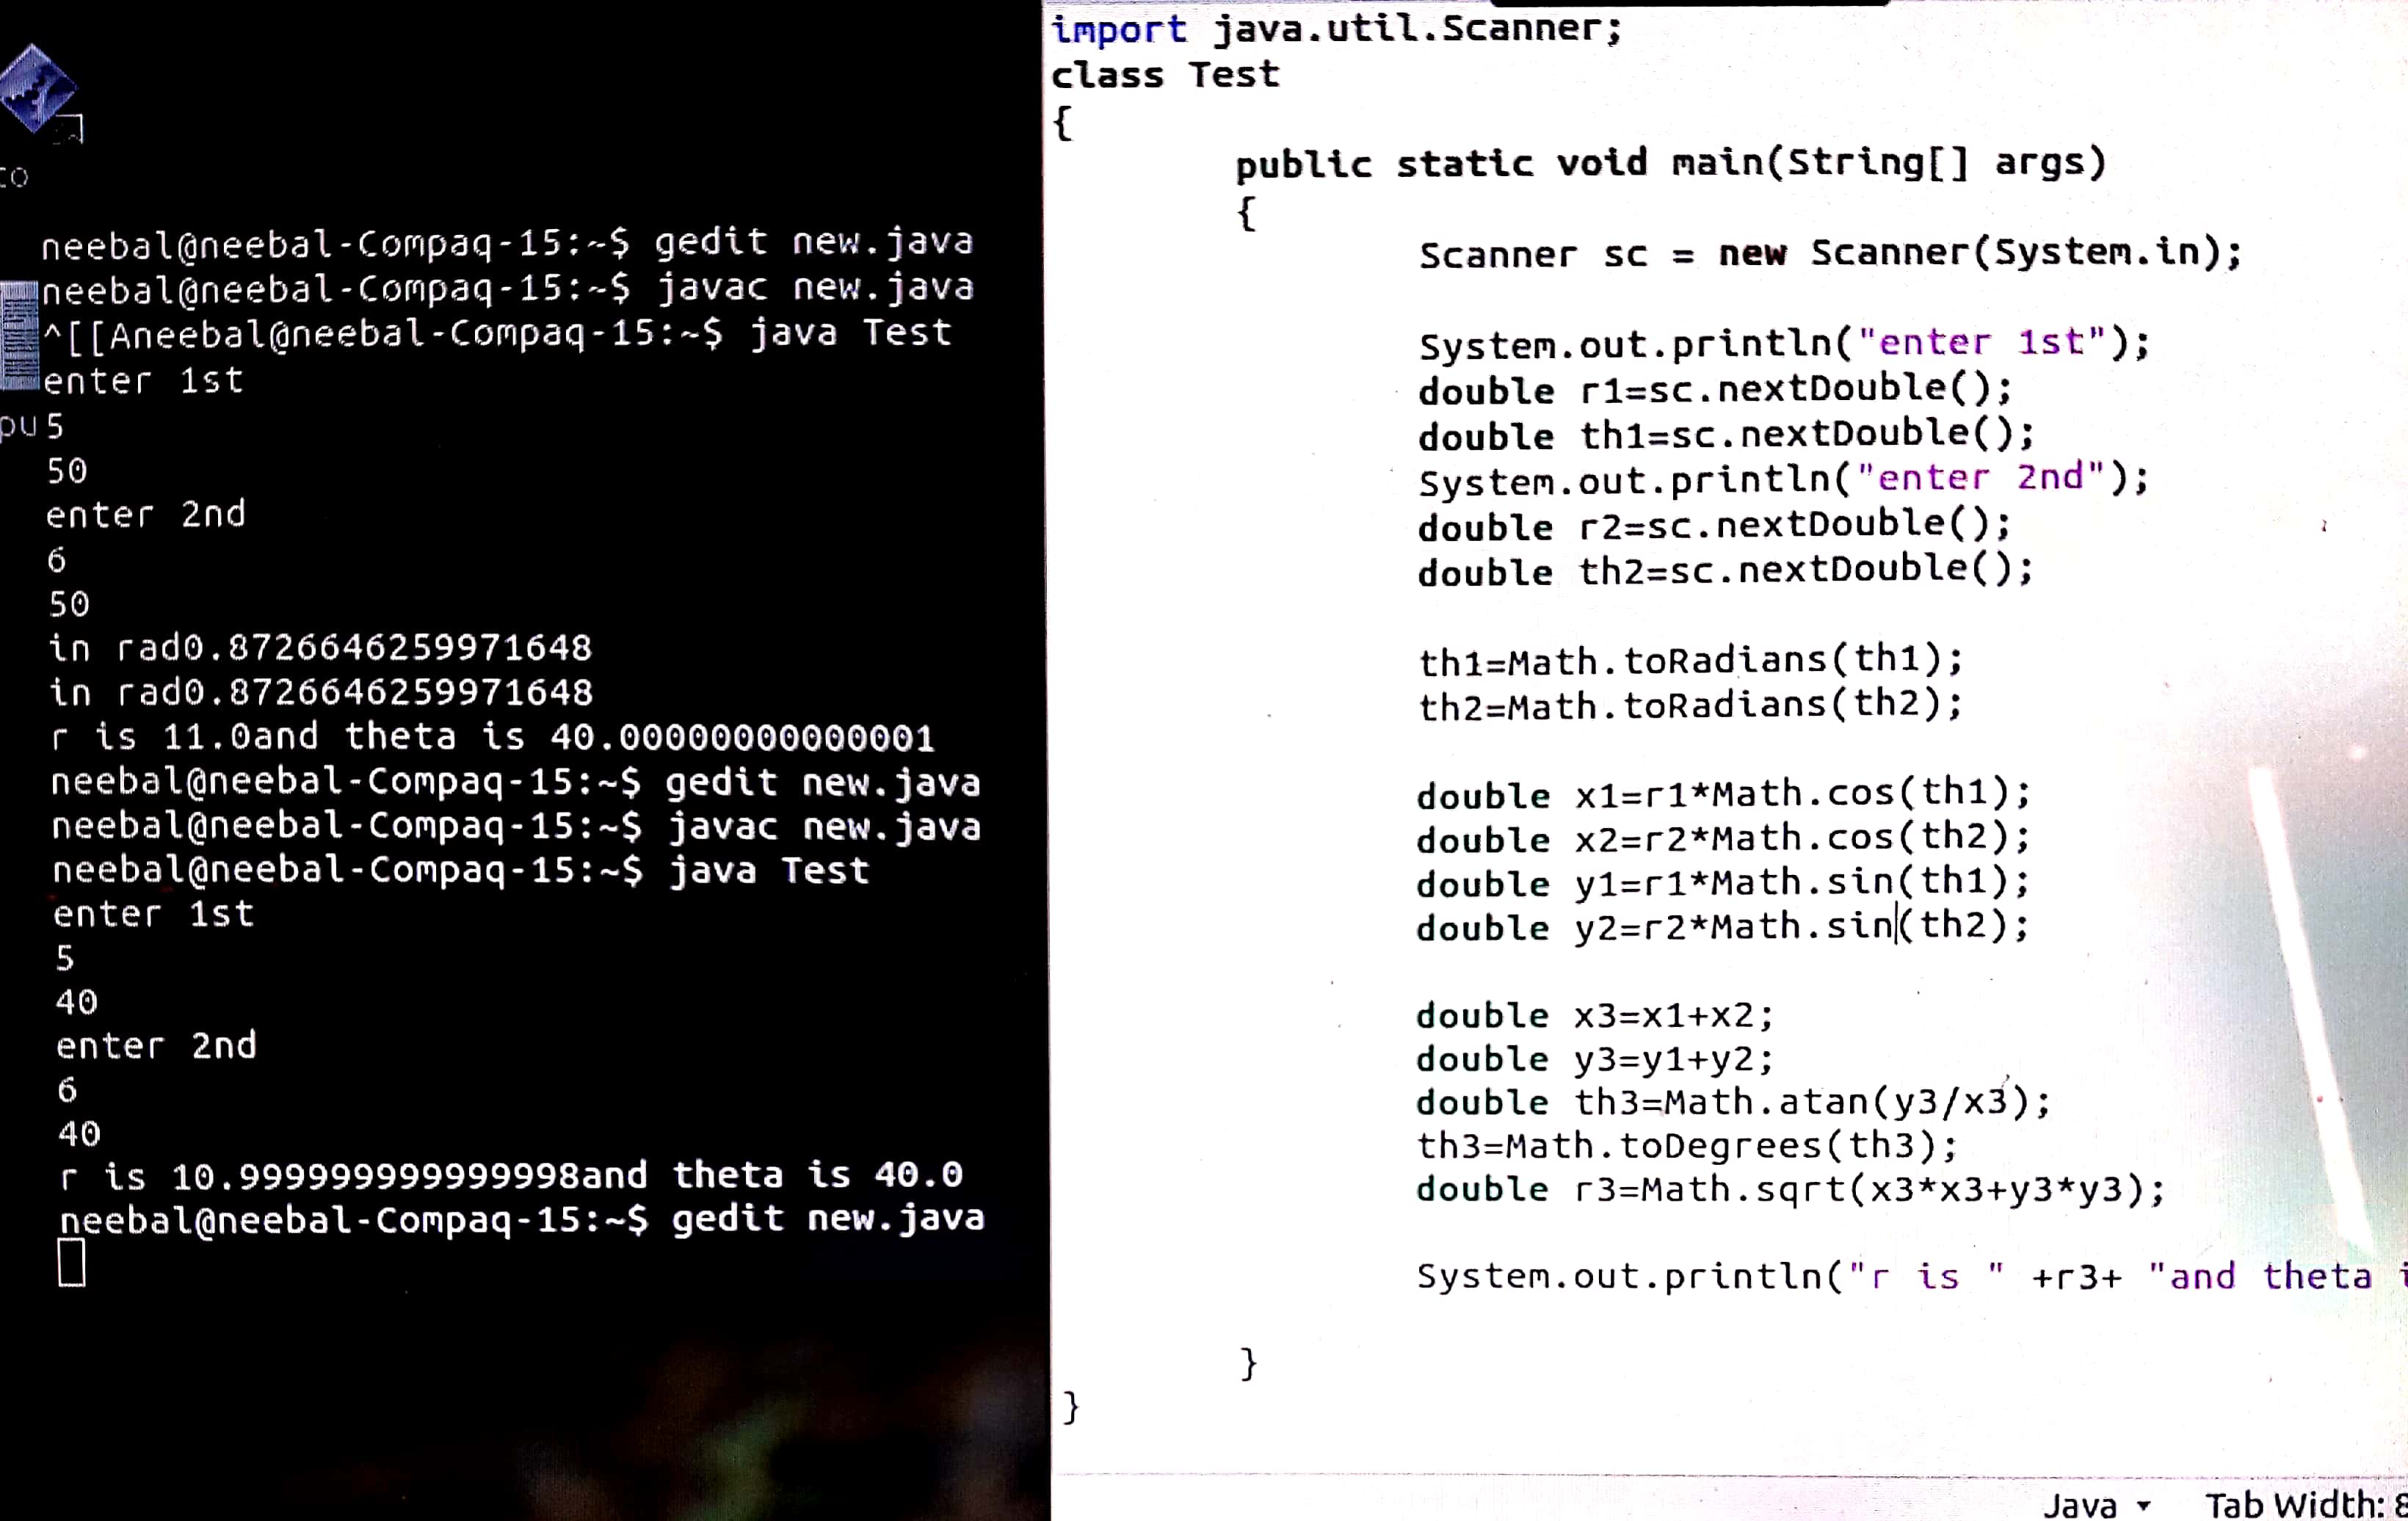 co
neebal@neebal-Compaq-15:~$ gedit new.java
neebal@neebal-Compaq-15:~$ javac new.java
^[[Aneebal@neebal-Compaq-15:~$ java Test
enter 1st
pu 5
50
enter 2nd
6
50
in rad0.8726646259971648
in rad0.8726646259971648
r is 11.0and theta is 40.00000000000001
neebal@neebal-Compaq-15:~$ gedit new.java
neebal@neebal-Compaq-15:~$ javac new.java
neebal@neebal-Compaq-15:~$ java Test
enter 1st
5
40
enter 2nd
6
40
r is 10.999999999999998and theta is 40.0
neebal@neebal-Compaq-15:~$ gedit new.java
import java.util.Scanner;
class Test
{
public static void main(String[] args)
{
Scanner sc = new Scanner(System.in);
System.out.println("enter 1st");
double r1=sc.nextDouble();
double th1=sc.nextDouble();
System.out.println("enter 2nd");
double r2=sc.nextDouble();
double th2=sc.nextDouble();
th1=Math.toRadians(th1);
th2=Math.toRadians(th2);
double x1=r1*Math.cos(th1);
double x2=r2*Math.cos(th2);
double y1=r1*Math.sin(th1);
double y2=r2*Math.sin(th2);
double x3=x1+x2;
double y3=y1+y2;
double th3=Math.atan(y3/x3);
th3=Math.toDegrees(th3);
double r3=Math.sqrt(x3*x3+y3*y3);
System.out.println("r is " +r3+ "and theta i
}
}
Java Tab Width: 8